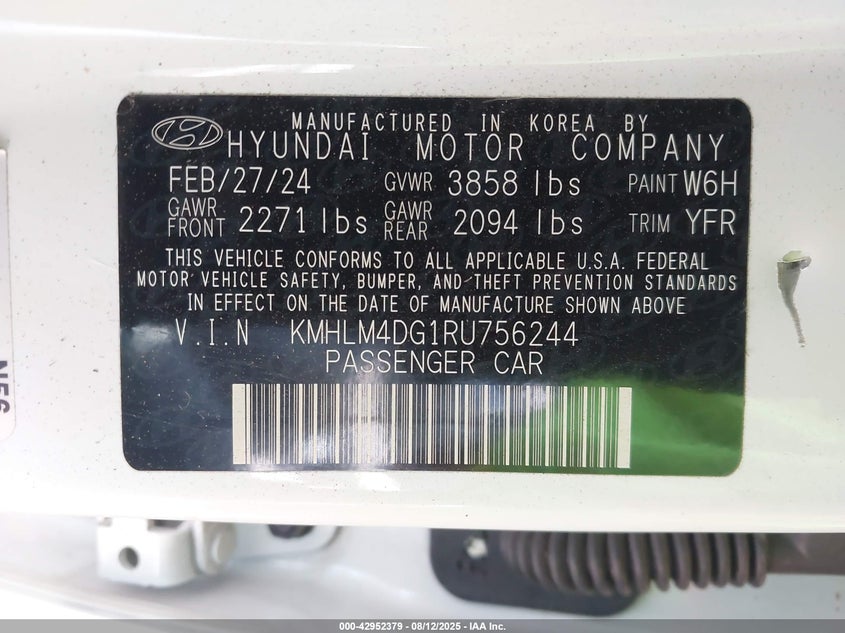 MANUFACTURED IN KOREA BY
HYUNDAI MOTOR COMPANY
FEB/27/24 GVWR 3858 lbs PAINT W6H
GAWR FRONT 2271 lbs GAWR REAR 2094 lbs TRIM YFR
THIS VEHICLE CONFORMS TO ALL APPLICABLE U.S.A. FEDERAL
MOTOR VEHICLE SAFETY, BUMPER, AND THEFT PREVENTION STANDARDS
IN EFFECT ON THE DATE OF MANUFACTURE SHOWN ABOVE
V.I.N KMHLM4DG1RU756244
PASSENGER CAR
N56
000-42952379 - 08/12/2025 - IAA Inc.